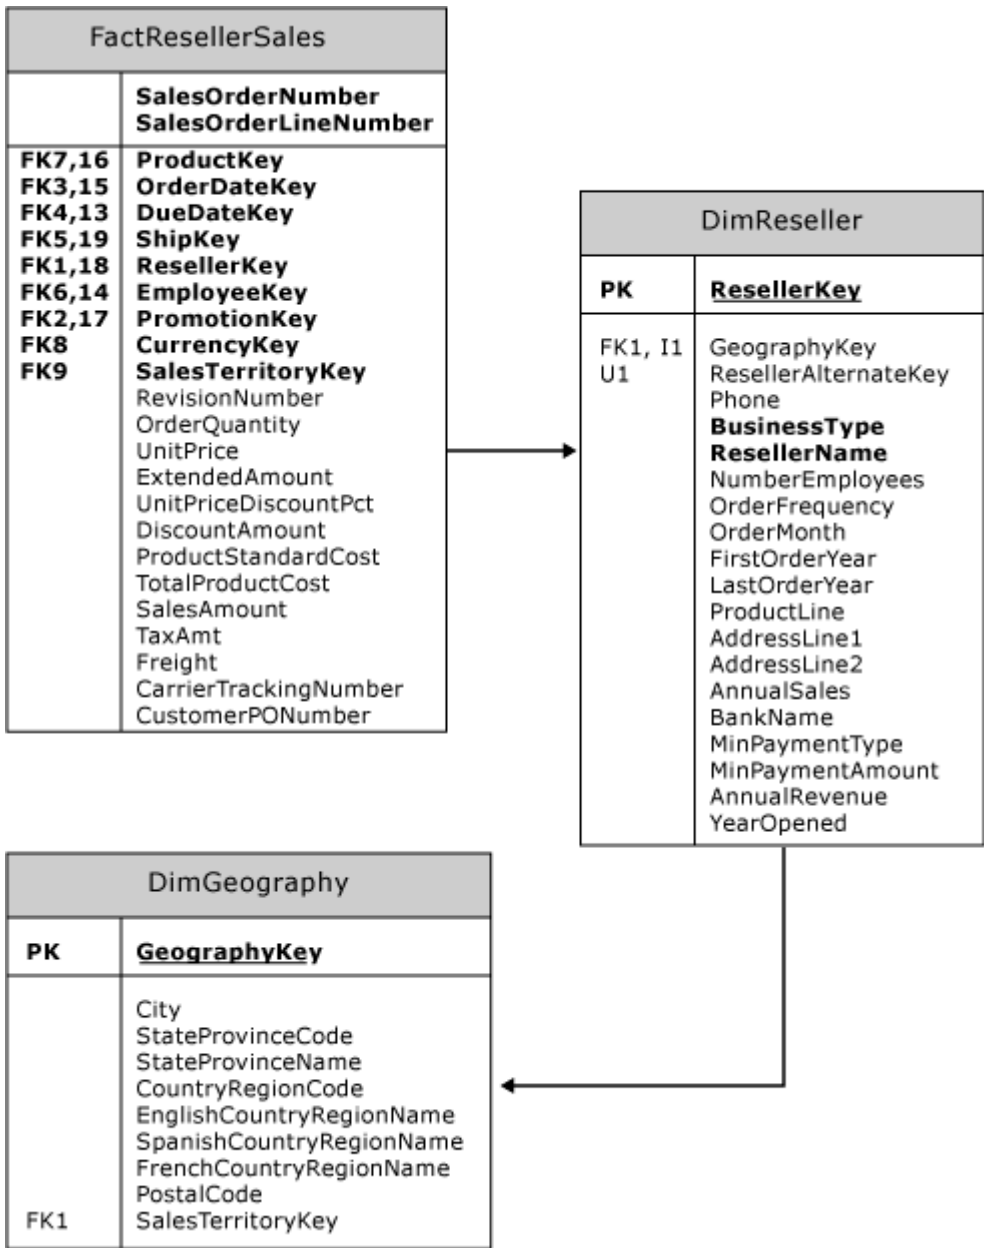 FactResellerSales
SalesOrderNumber
SalesOrderLineNumber
FK7,16 ProductKey
FK3,15 OrderDateKey
FK4,13 DueDateKey
FK5,19 ShipKey
FK1,18 ResellerKey
FK6,14 EmployeeKey
FK2,17 PromotionKey
FK8 CurrencyKey
FK9 SalesTerritoryKey
RevisionNumber
OrderQuantity
UnitPrice
ExtendedAmount
UnitPriceDiscountPct
DiscountAmount
ProductStandardCost
TotalProductCost
SalesAmount
TaxAmt
Freight
CarrierTrackingNumber
CustomerPONumber
DimReseller
PK ResellerKey
FK1, I1 GeographyKey
U1 ResellerAlternateKey
Phone
BusinessType
ResellerName
NumberEmployees
OrderFrequency
OrderMonth
FirstOrderYear
LastOrderYear
ProductLine
AddressLine1
AddressLine2
AnnualSales
BankName
MinPaymentType
MinPaymentAmount
AnnualRevenue
YearOpened
DimGeography
PK GeographyKey
City
StateProvinceCode
StateProvinceName
CountryRegionCode
EnglishCountryRegionName
SpanishCountryRegionName
FrenchCountryRegionName
PostalCode
FK1 SalesTerritoryKey